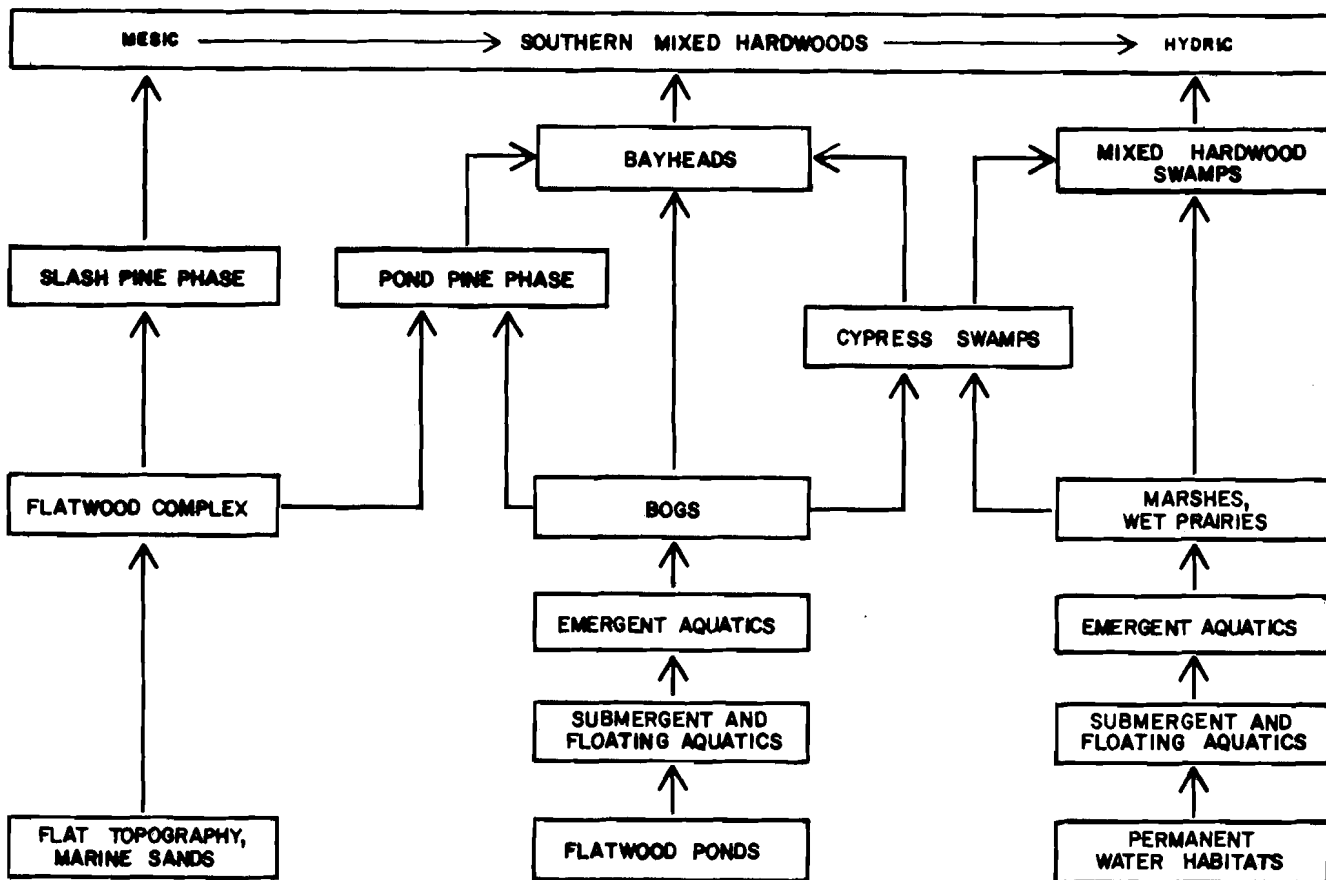 MESIC SOUTHERN MIXED HARDWOODS HYDRIC
BAYHEADS
MIXED HARDWOOD
SWAMPS
SLASH PINE PHASE
POND PINE PHASE
CYPRESS SWAMPS
FLATWOOD COMPLEX
BOGS
MARSHES,
WET PRAIRIES
EMERGENT AQUATICS
EMERGENT AQUATICS
SUBMERGENT AND
FLOATING AQUATICS
SUBMERGENT AND
FLOATING AQUATICS
FLAT TOPOGRAPHY,
MARINE SANDS
FLATWOOD PONDS
PERMANENT
WATER HABITATS